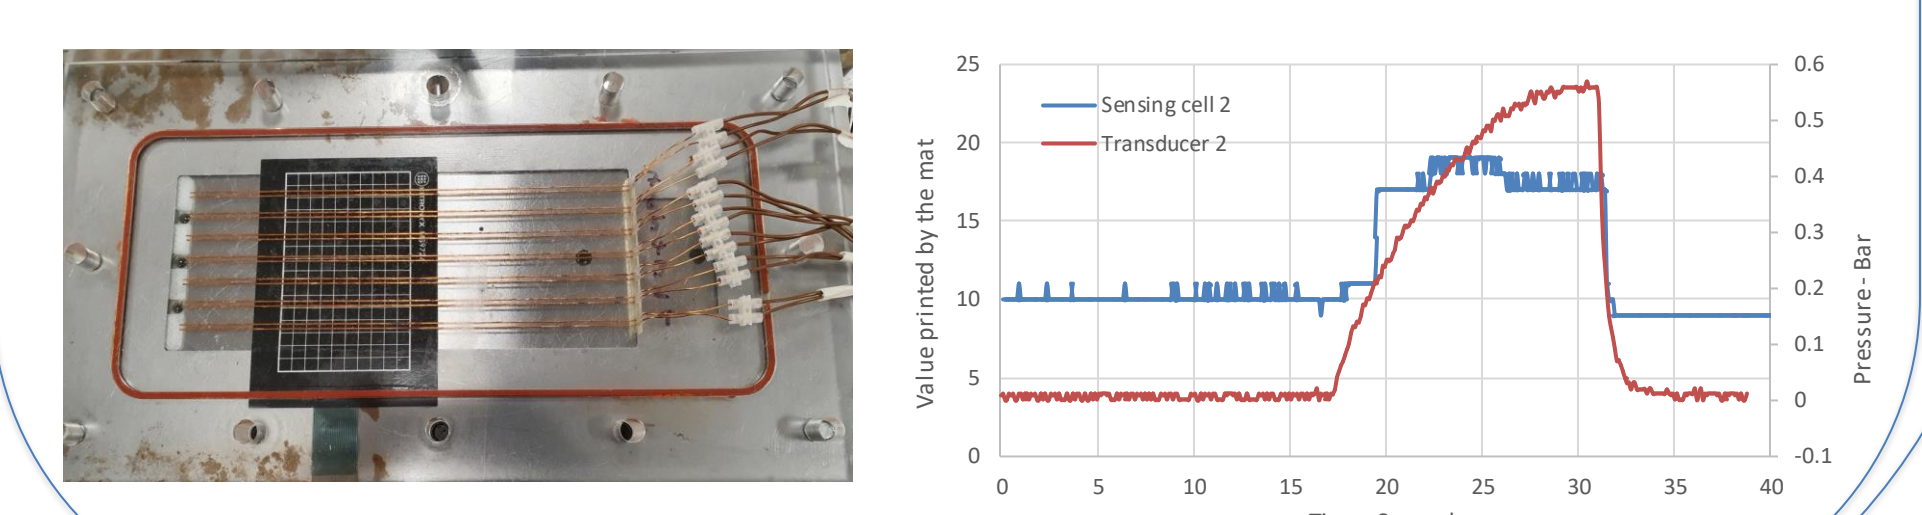 25
20
15
10
5
0
Value printed by the mat
Sensing cell 2
Transducer 2
0.6
0.5
0.4
0.3
0.2
0.1
0
-0.1
Pressure - Bar
0 5 10 15 20 25 30 35 40